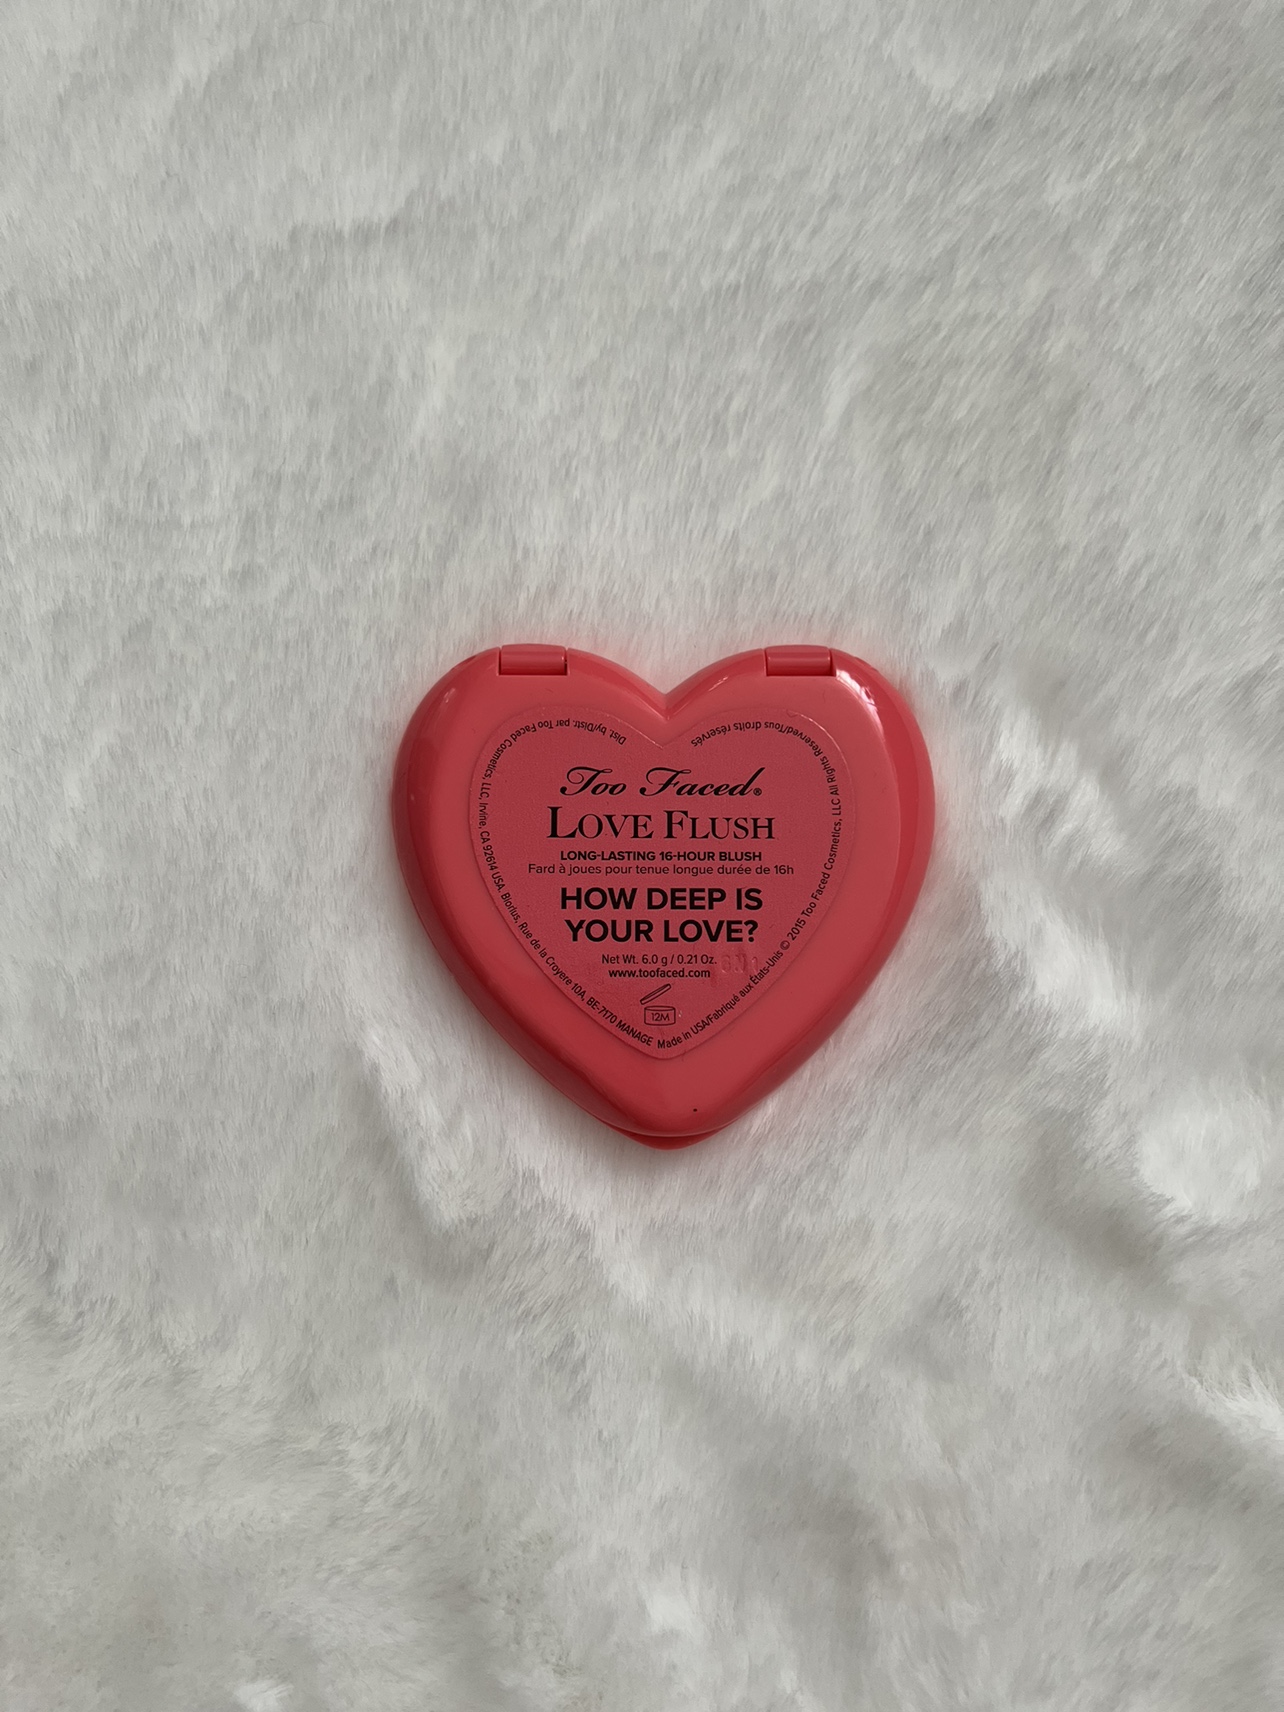 Too Faced®
LOVE FLUSH
LONG-LASTING 16-HOUR BLUSH
Fard à joues pour tenue longue durée de 16h
HOW DEEP IS
YOUR LOVE?
Net Wt. 6.0 g / 0.21 Oz.
www.toofaced.com
12M
Dist. by/Distr. par Too Faced Cosmetics, LLC, Irvine, CA 92614 USA. Biorius, Rue de la Croyere 10A, BE-7170 MANAGE
Made in USA/Fabriqué aux États-Unis © 2015 Too Faced Cosmetics, LLC All Rights Reserved/Tous droits réservés